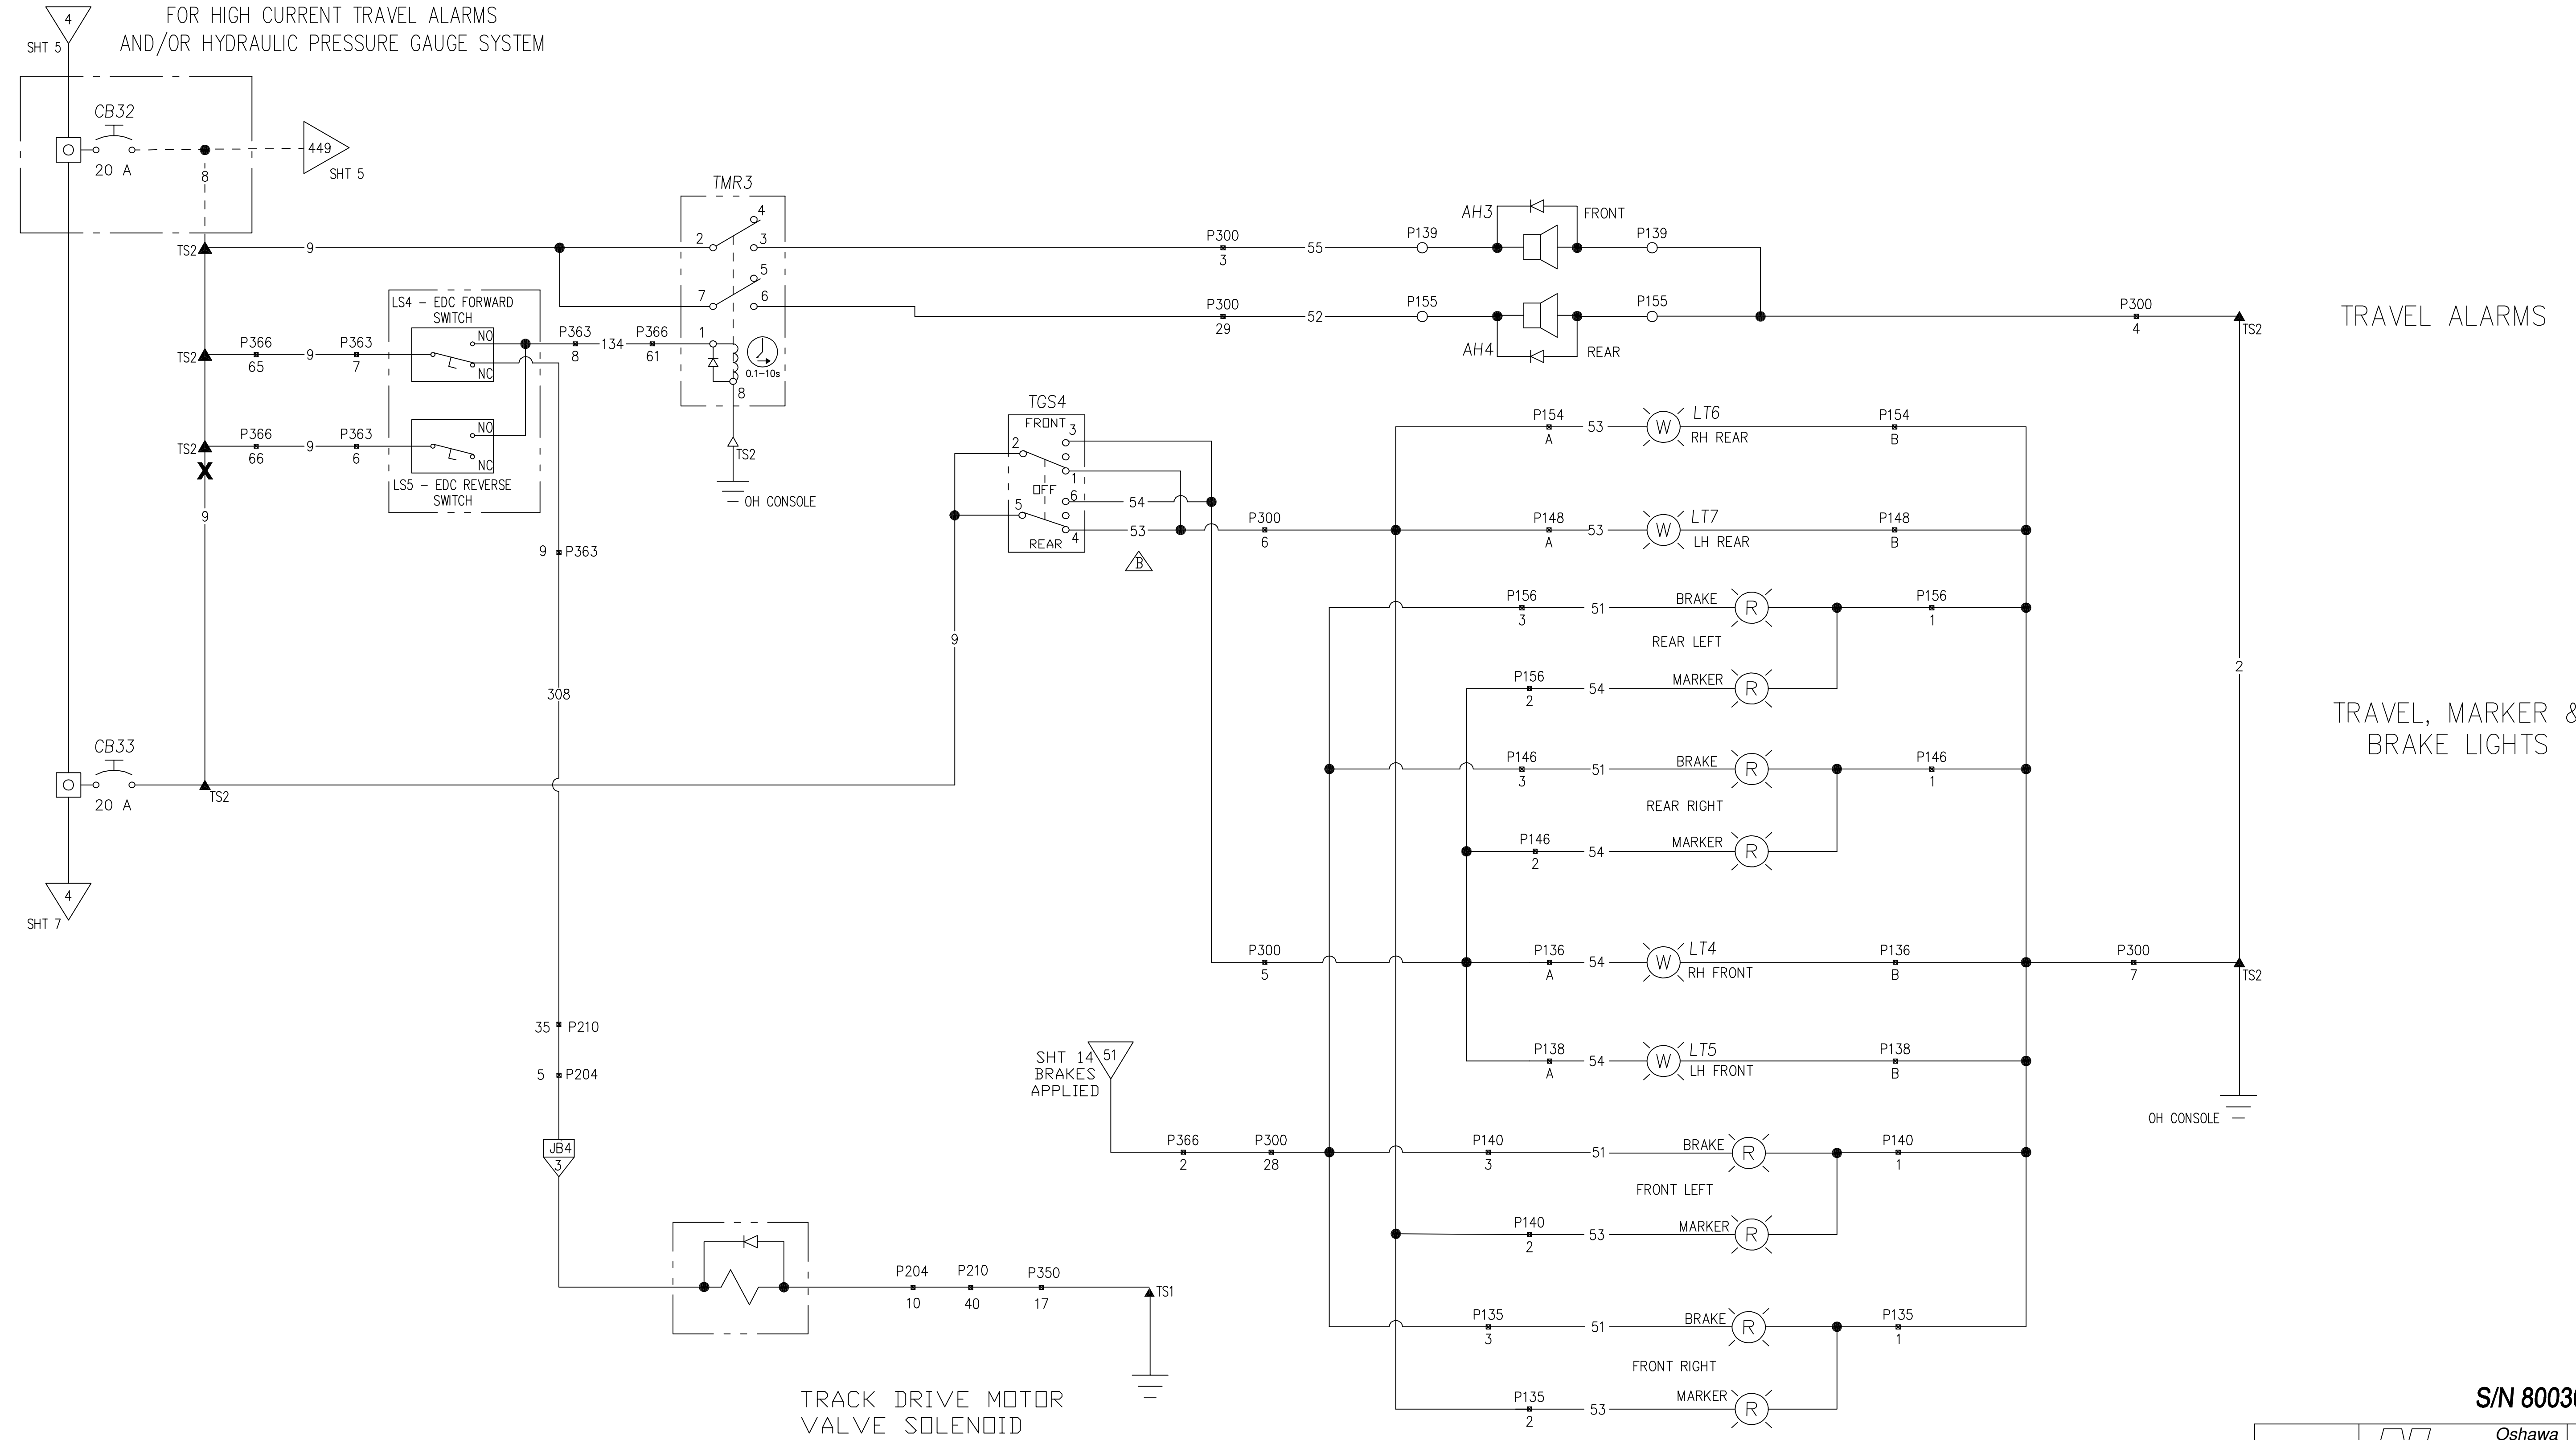 FOR HIGH CURRENT TRAVEL ALARMS
AND/OR HYDRAULIC PRESSURE GAUGE SYSTEM
4
SHT 5
CB32
20 A
8
449
SHT 5
TS2
9
TMR3
4
2
3
5
7
6
1
0.1-10s
8
TS2
OH CONSOLE
P300
3
55
P139
AH3
FRONT
P139
P300
29
52
P155
AH4
REAR
P155
P300
4
TS2
TRAVEL ALARMS
LS4 - EDC FORWARD
SWITCH
NO
NC
TS2
P366
65
9
P363
7
P363
8
134
P366
61
TS2
X
P366
66
9
P363
6
NO
NC
LS5 - EDC REVERSE
SWITCH
9
9 P363
308
TGS4
FRONT
2
3
1
OFF
6
5
4
REAR
54
53
B
P300
6
9
P154
A
53
W
LT6
RH REAR
P154
B
P148
A
53
W
LT7
LH REAR
P148
B
P156
3
51
BRAKE
R
P156
1
REAR LEFT
P156
2
54
MARKER
R
2
TRAVEL, MARKER &
BRAKE LIGHTS
CB33
20 A
TS2
P146
3
51
BRAKE
R
P146
1
REAR RIGHT
P146
2
54
MARKER
R
4
SHT 7
P300
5
P136
A
54
W
LT4
RH FRONT
P136
B
P300
7
TS2
35 P210
5 P204
SHT 14
BRAKES
APPLIED
51
P138
A
54
W
LT5
LH FRONT
P138
B
OH CONSOLE
JB4
3
P366
2
P300
28
P140
3
51
BRAKE
R
P140
1
FRONT LEFT
P140
2
53
MARKER
R
P204
10
P210
40
P350
17
TS1
P135
3
51
BRAKE
R
P135
1
FRONT RIGHT
P135
2
53
MARKER
R
TRACK DRIVE MOTOR
VALVE SOLENOID
S/N 8003
Oshawa